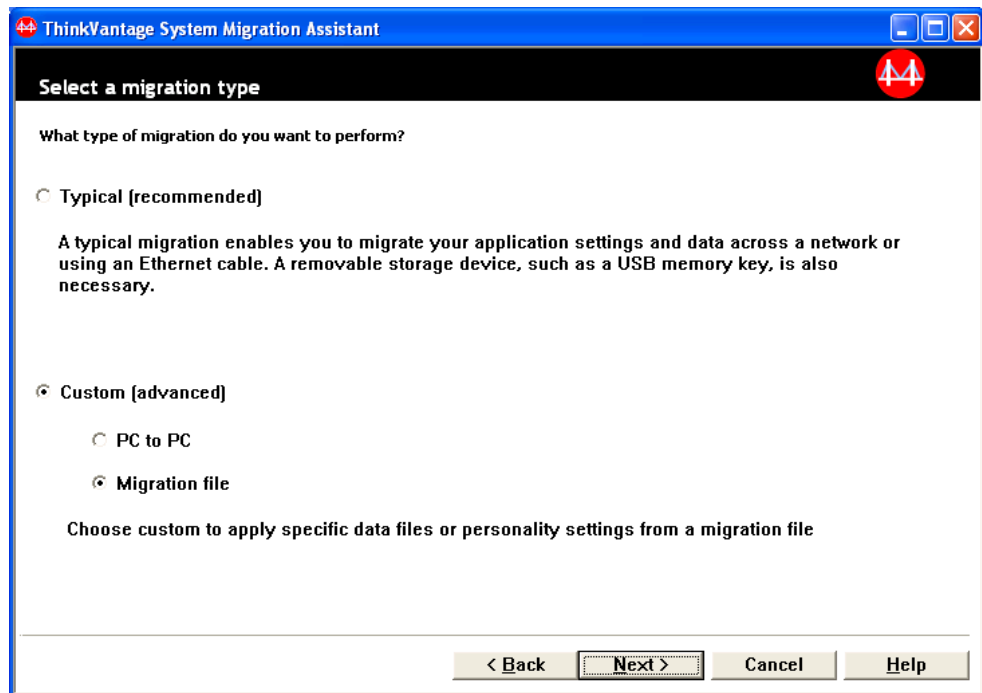 ThinkVantage System Migration Assistant
Select a migration type
What type of migration do you want to perform?
Typical (recommended)
A typical migration enables you to migrate your application settings and data across a network or
using an Ethernet cable. A removable storage device, such as a USB memory key, is also
necessary.
Custom (advanced)
PC to PC
Migration file
Choose custom to apply specific data files or personality settings from a migration file
< Back Next > Cancel Help